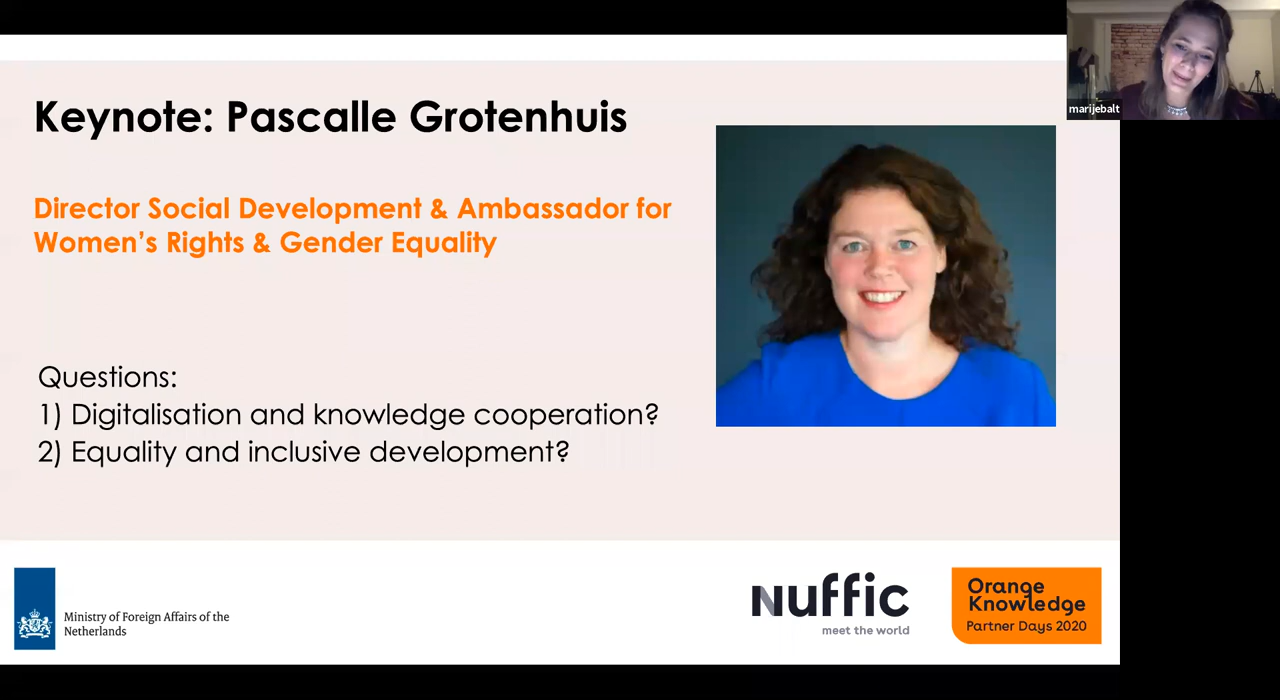 Keynote: Pascalle Grotenhuis
Director Social Development & Ambassador for
Women's Rights & Gender Equality
Questions:
1) Digitalisation and knowledge cooperation?
2) Equality and inclusive development?
marijebalt
Ministry of Foreign Affairs of the
Netherlands
Nuffic
meet the world
Orange
Knowledge
Partner Days 2020